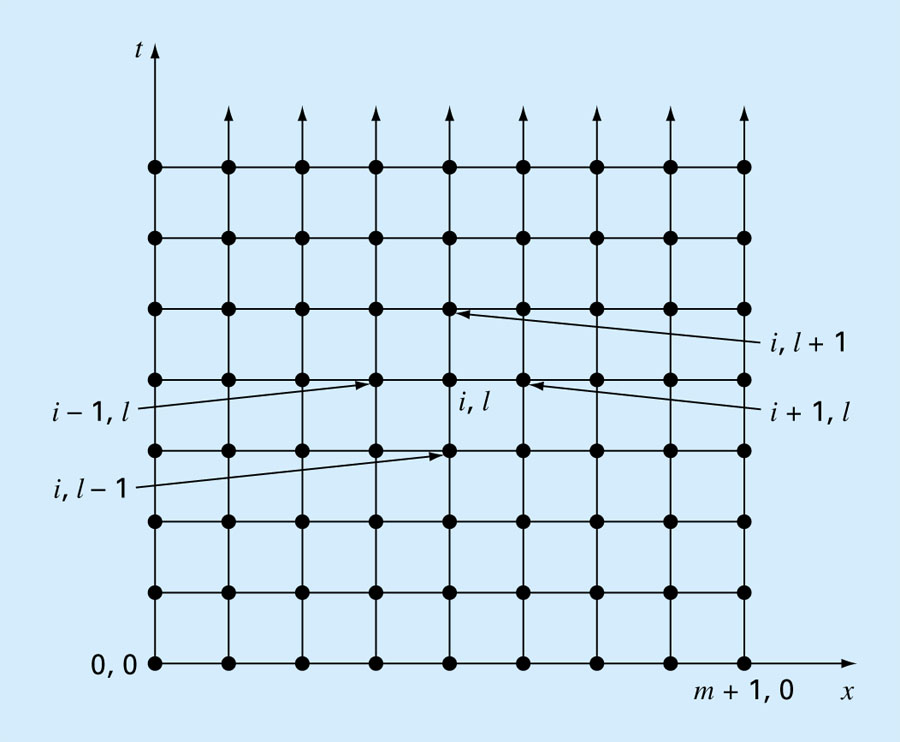 t
i, l + 1
i – 1, l
i, l
i + 1, l
i, l – 1
0, 0
m + 1, 0
x